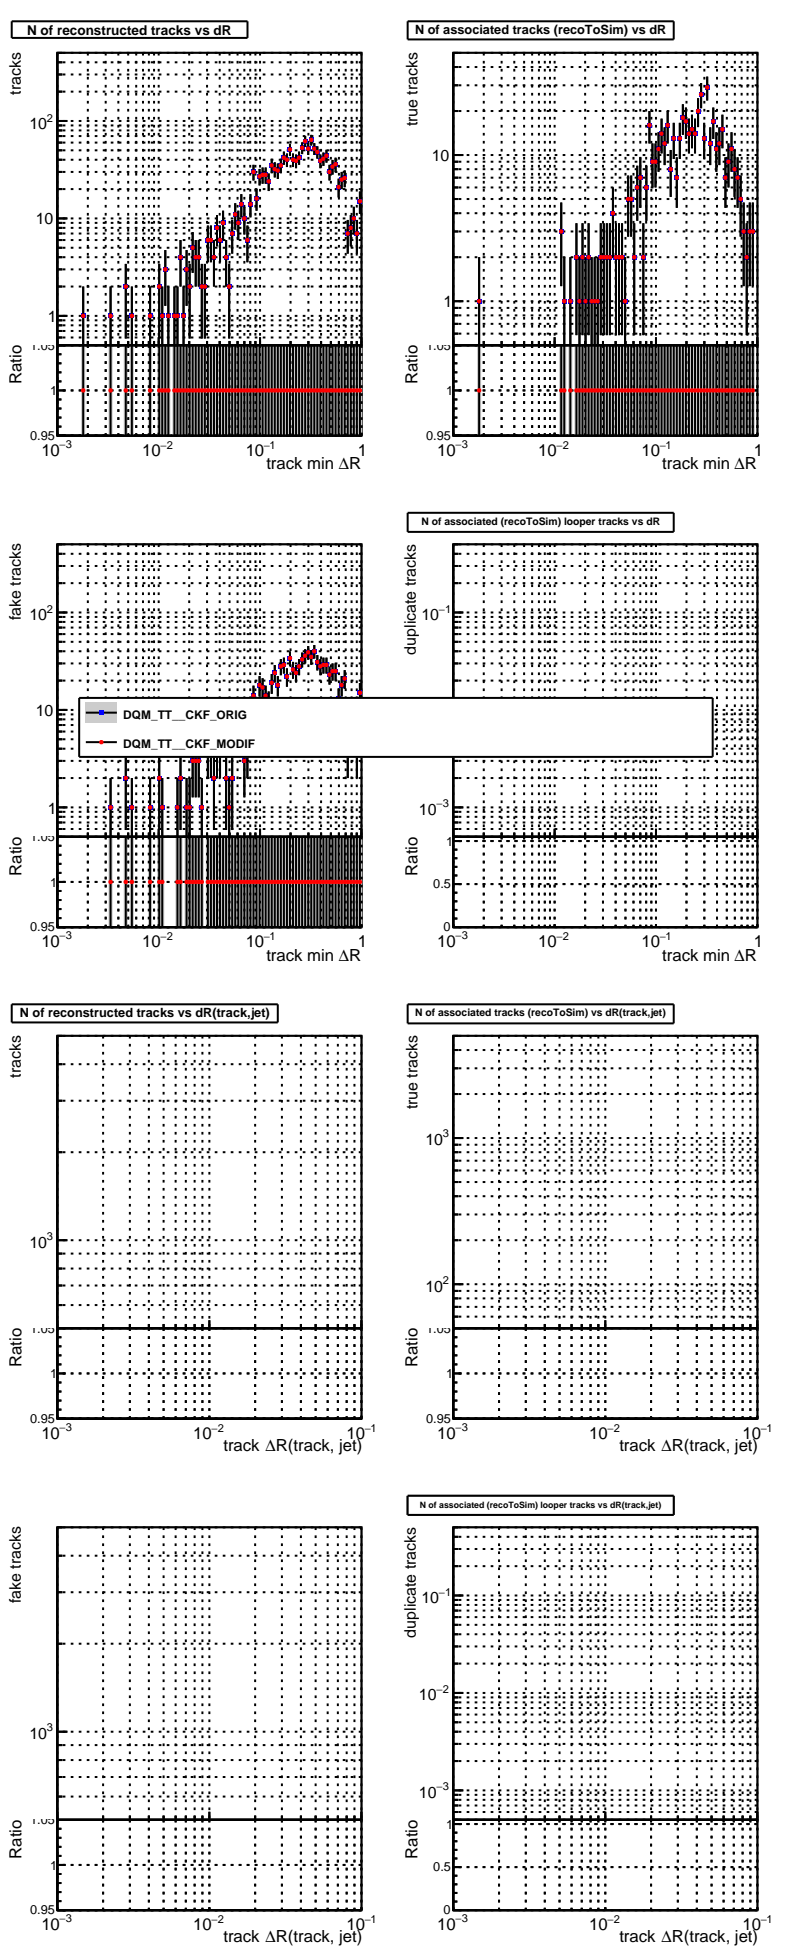 N of reconstructed tracks vs dR
tracks
10²
10
1
Ratio
1.05
1
0.95
10⁻³ 10⁻² 10⁻¹ 1
track min ΔR
N of associated tracks (recoToSim) vs dR
true tracks
10
1
Ratio
1.05
1
0.95
10⁻³ 10⁻² 10⁻¹ 1
track min ΔR
fake tracks
10²
10
1
Ratio
1.05
1
0.95
10⁻³ 10⁻² 10⁻¹ 1
track min ΔR
N of associated (recoToSim) looper tracks vs dR
duplicate tracks
10⁻¹
10⁻³
Ratio
1
0.5
0
10⁻³ 10⁻² 10⁻¹ 1
track min ΔR
DQM_TT__CKF_ORIG
DQM_TT__CKF_MODIF
N of reconstructed tracks vs dR(track,jet)
tracks
10³
Ratio
1.05
1
0.95
10⁻³ 10⁻² 10⁻¹
track ΔR(track, jet)
N of associated tracks (recoToSim) vs dR(track,jet)
true tracks
10³
10²
Ratio
1.05
1
0.95
10⁻³ 10⁻² 10⁻¹
track ΔR(track, jet)
fake tracks
10³
Ratio
1.05
1
0.95
10⁻³ 10⁻² 10⁻¹
track ΔR(track, jet)
N of associated (recoToSim) looper tracks vs dR(track,jet)
duplicate tracks
10⁻¹
10⁻²
10⁻³
Ratio
1
0.5
0
10⁻³ 10⁻² 10⁻¹
track ΔR(track, jet)